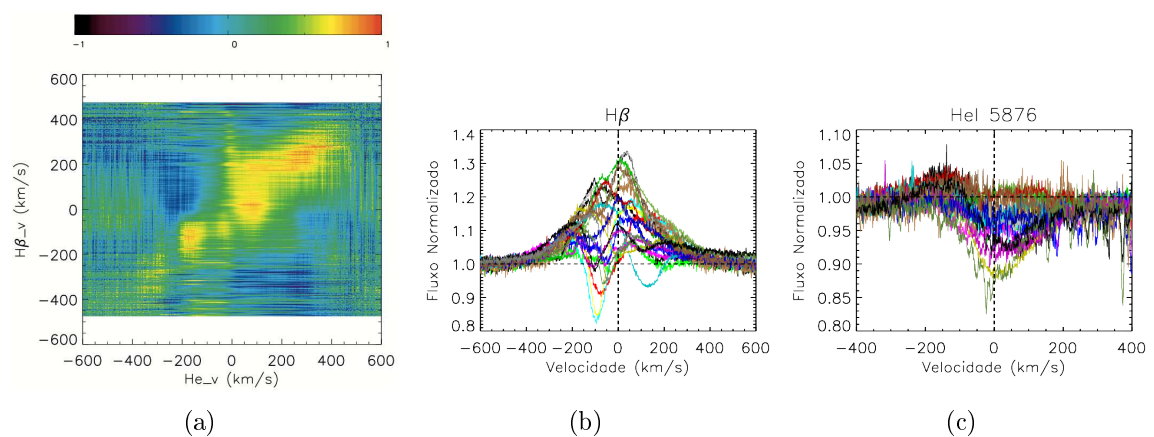 −1
0
1
600
400
200
0
−200
−400
−600
Hβ_v (km/s)
−600 −400 −200 0 200 400 600
He_v (km/s)
(a)
Hβ
1.4
1.3
1.2
1.1
1.0
0.9
0.8
Fluxo Normalizado
−600 −400 −200 0 200 400 600
Velocidade (km/s)
(b)
HeI 5876
1.10
1.05
1.00
0.95
0.90
0.85
0.80
Fluxo Normalizado
−400 −200 0 200 400
Velocidade (km/s)
(c)